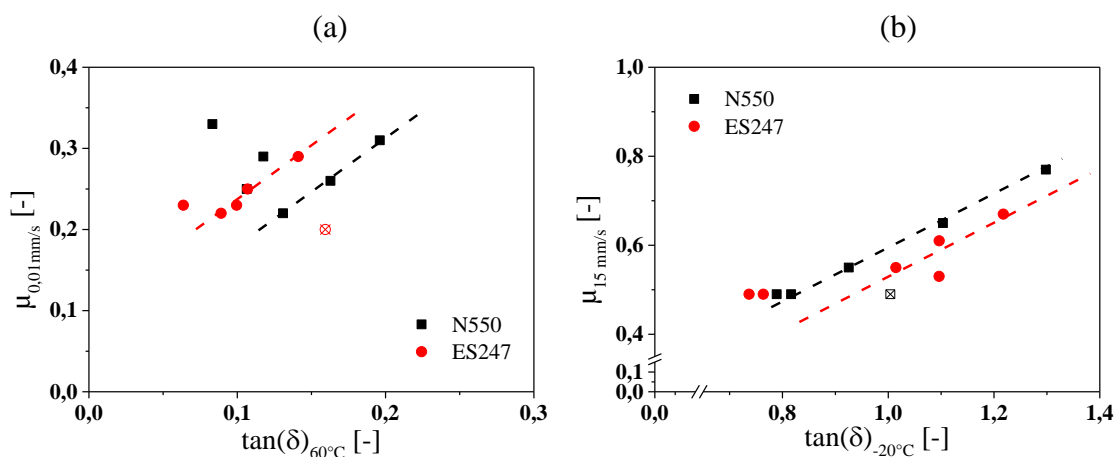 (a)
0,4
0,3
0,2
0,1
0,0
μ0,01mm/s [-]
N550
ES247
0,0 0,1 0,2 0,3
tan(δ)60°C [-]
(b)
1,0
0,8
0,6
0,4
0,1
0,0
μ15 mm/s [-]
N550
ES247
0,0 0,8 1,0 1,2 1,4
tan(δ)-20°C [-]